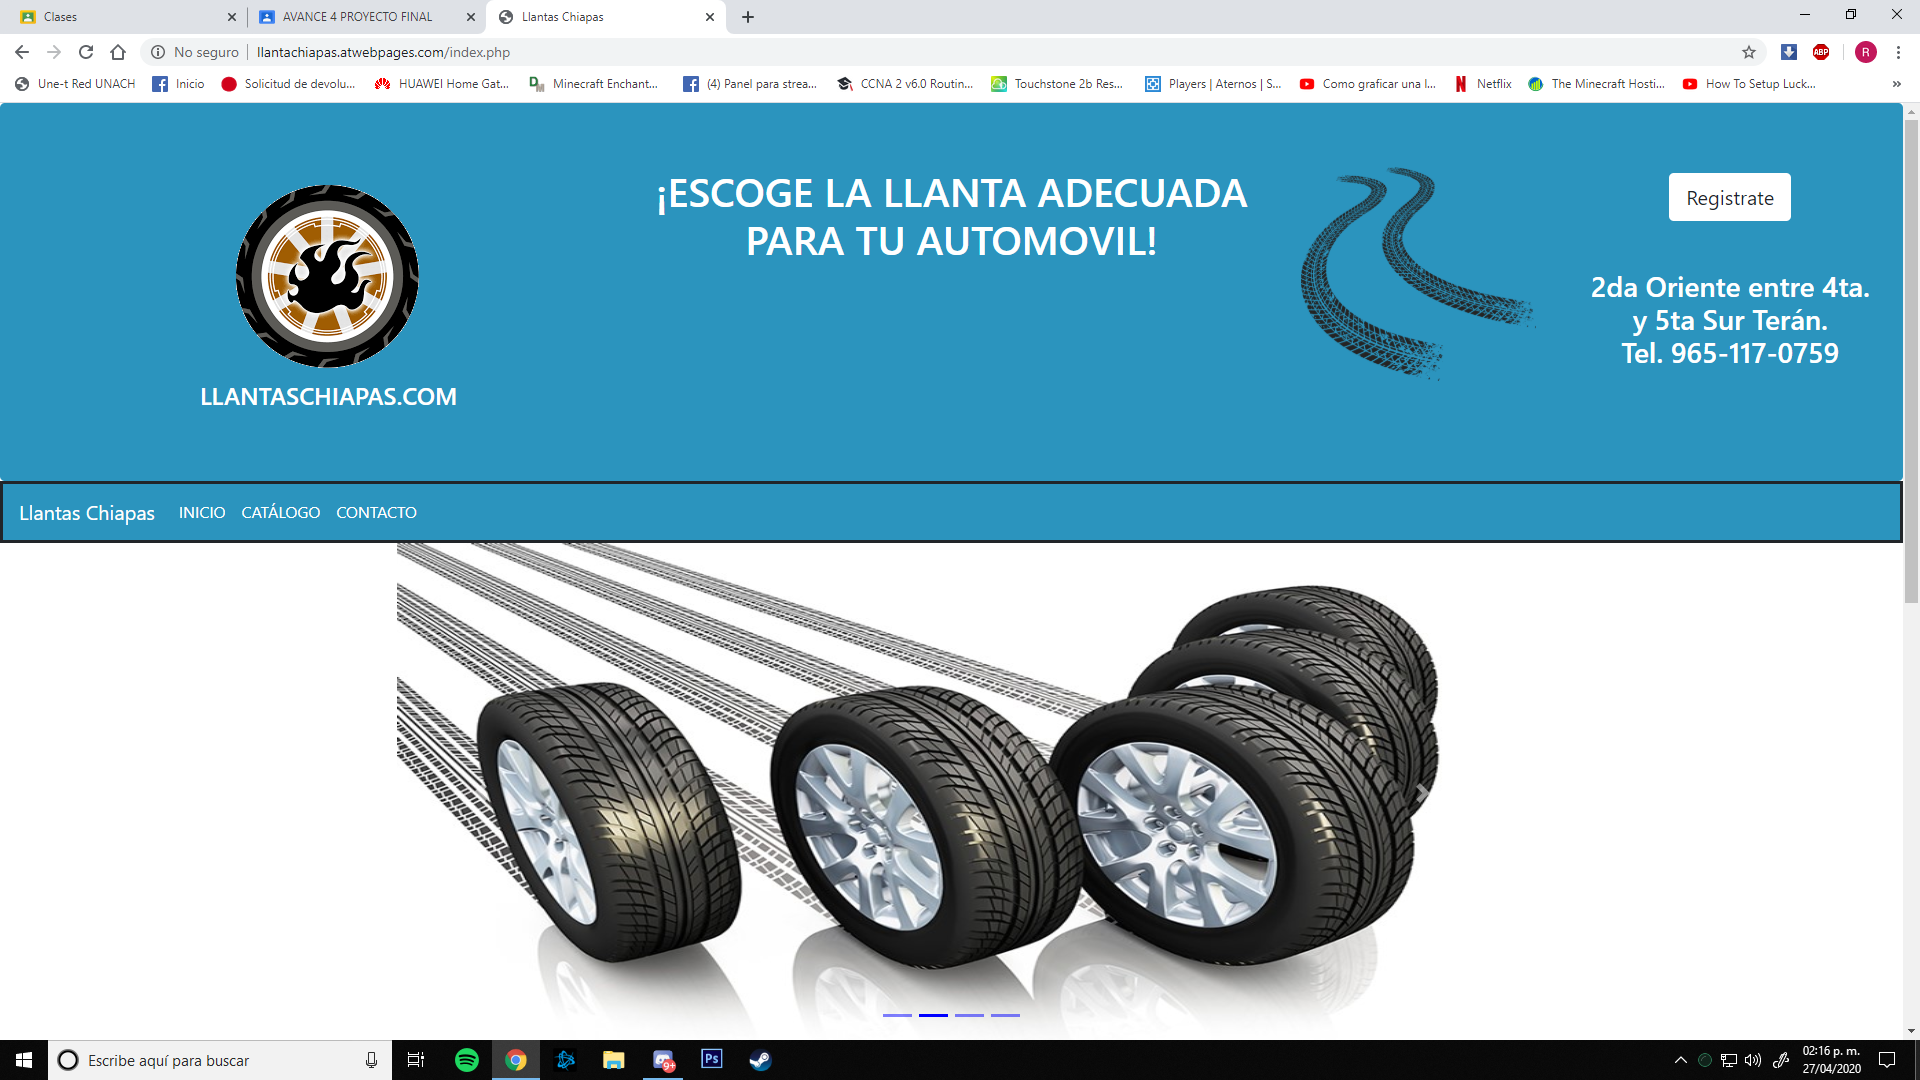 Clases
AVANCE 4 PROYECTO FINAL
Llantas Chiapas
No seguro
llantachiapas.atwebpages.com/index.php
ABP
R
Une-t Red UNACH
Inicio
Solicitud de devolu...
HUAWEI Home Gat...
Minecraft Enchant...
(4) Panel para strea...
CCNA 2 v6.0 Routin...
Touchstone 2b Res...
Players | Aternos | S...
Como graficar una l...
Netflix
The Minecraft Hosti...
How To Setup Luck...
¡ESCOGE LA LLANTA ADECUADA
PARA TU AUTOMOVIL!
Registrate
2da Oriente entre 4ta.
y 5ta Sur Terán.
Tel. 965-117-0759
LLANTASCHIAPAS.COM
Llantas Chiapas
INICIO
CATÁLOGO
CONTACTO
Escribe aquí para buscar
9+
Ps
02:16 p. m.
27/04/2020